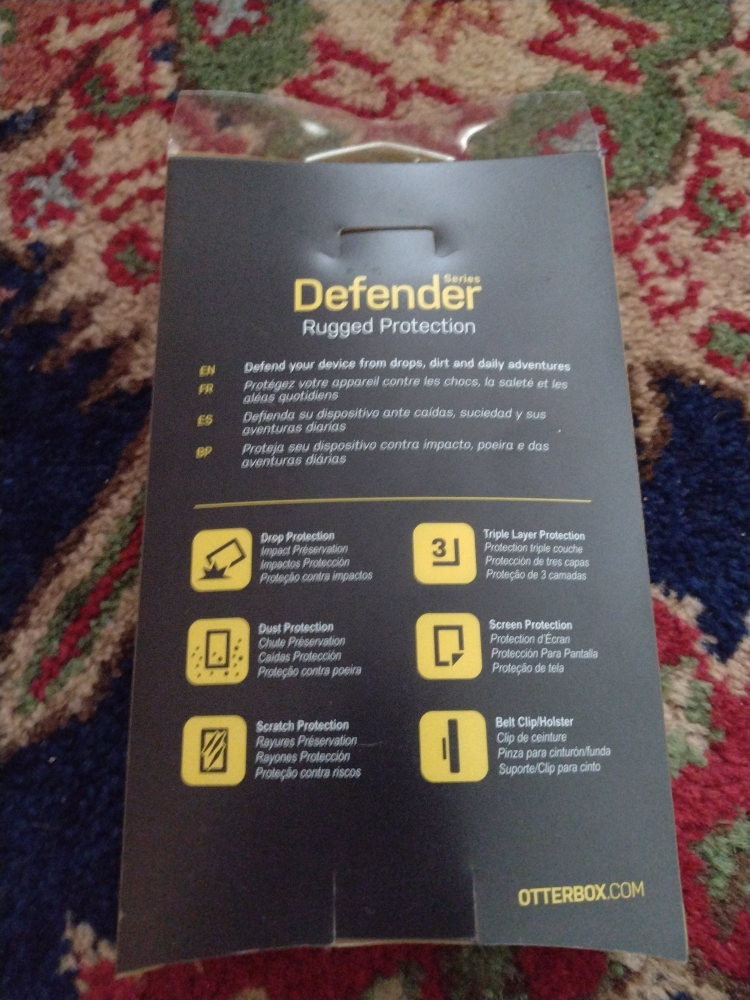 Defender Series
Rugged Protection
EN Defend your device from drops, dirt and daily adventures
FR Protégez votre appareil contre les chocs, la saleté et les
aléas quotidiens
ES Defienda su dispositivo ante caídas, suciedad y sus
aventuras diarias
BP Proteja seu dispositivo contra impacto, poeira e das
aventuras diárias
Drop Protection
Impact Préservation
Impactos Protección
Proteção contra impactos
3
Triple Layer Protection
Protection triple couche
Protección de tres capas
Proteção de 3 camadas
Dust Protection
Chute Préservation
Caídas Protección
Proteção contra poeira
Screen Protection
Protection d'Écran
Protección Para Pantalla
Proteção de tela
Scratch Protection
Rayures Préservation
Rayones Protección
Proteção contra riscos
Belt Clip/Holster
Clip de ceinture
Pinza para cinturón/funda
Suporte/Clip para cinto
OTTERBOX.COM